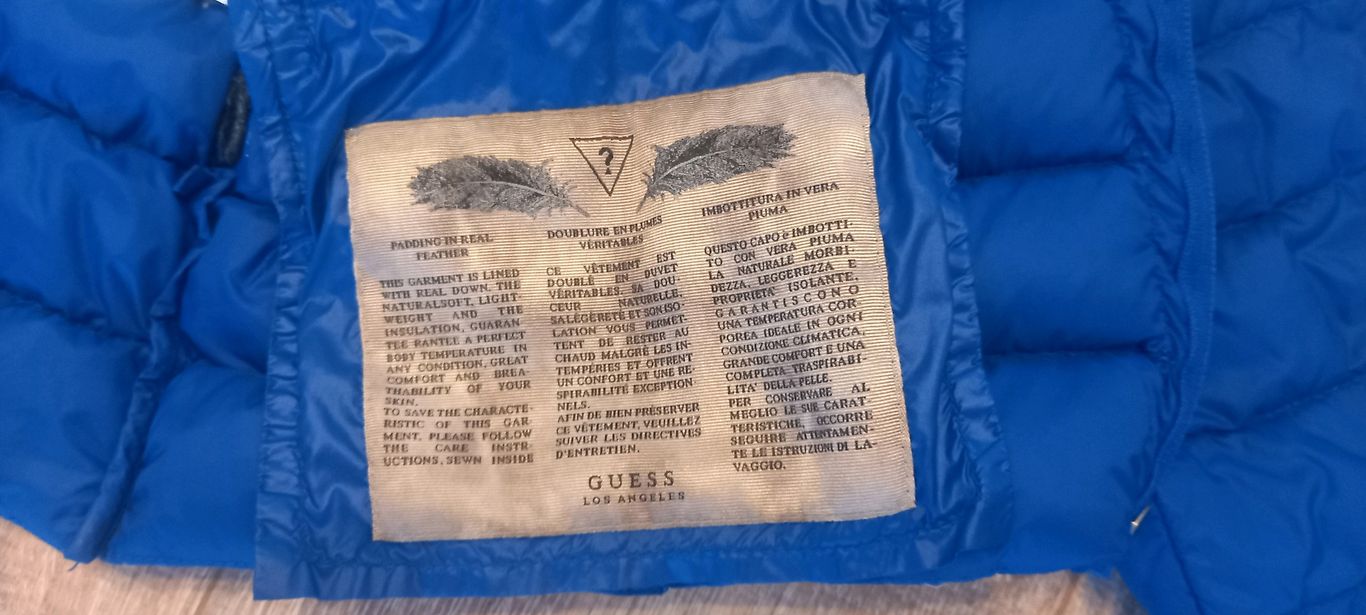 ?
PADDING IN REAL
FEATHER
THIS GARMENT IS LINED
WITH REAL DOWN. THE
NATURALSOFT, LIGHT-
WEIGHT AND THE
INSULATION, GUARAN
TEE RANTEE A PERFECT
BODY TEMPERATURE IN
ANY CONDITION, GREAT
COMFORT AND BREA-
THABILITY OF YOUR
SKIN.
TO SAVE THE CHARACTE-
RISTIC OF THIS GAR-
MENT, PLEASE FOLLOW
THE CARE INSTR-
UCTIONS, SEWN INSIDE
DOUBLURE EN PLUMES
VÉRITABLES
CE VÊTEMENT EST
DOUBLÉ EN DUVET
VÉRITABLES, SA DOU-
CEUR NATURELLE,
SALÉGÈRETÉ ET SON ISO-
LATION VOUS PERMET-
TENT DE RESTER AU
CHAUD MALGRÉ LES IN-
TEMPÉRIES ET OFFRENT
UN CONFORT ET UNE RE-
SPIRABILITÉ EXCEPTION-
NELS.
AFIN DE BIEN PRÉSERVER
CE VÊTEMENT, VEUILLEZ
SUIVER LES DIRECTIVES
D'ENTRETIEN.
IMBOTTITURA IN VERA
PIUMA
QUESTO CAPO è IMBOTTI-
TO CON VERA PIUMA
LA NATURALE MORBI-
DEZZA, LEGGEREZZA E
PROPRIETA' ISOLANTE,
GARANTISCONO
UNA TEMPERATURA COR-
POREA IDEALE IN OGNI
CONDIZIONE CLIMATICA,
GRANDE COMFORT E UNA
COMPLETA TRASPIRABI-
LITA' DELLA PELLE.
PER CONSERVARE AL
MEGLIO LE SUE CARAT-
TERISTICHE, OCCORRE
SEGUIRE ATTENTAMEN-
TE LE ISTRUZIONI DI LA-
VAGGIO.
GUESS
LOS ANGELES